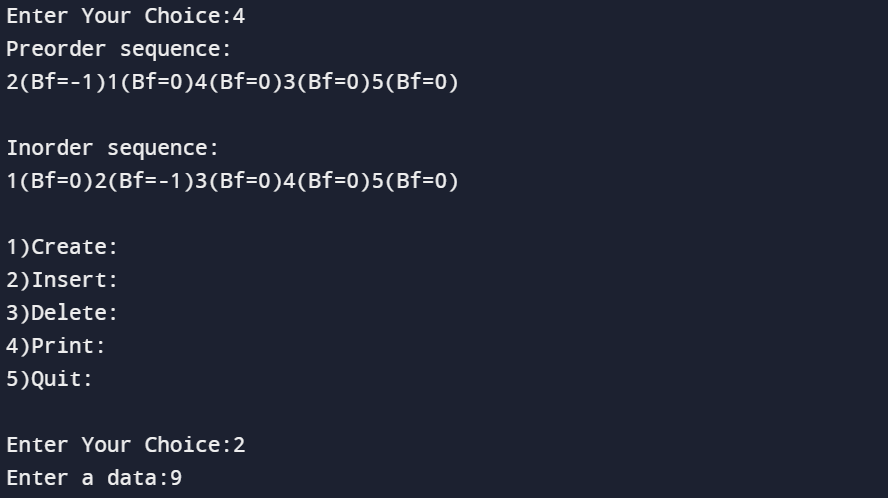 Enter Your Choice:4
Preorder sequence:
2(Bf=-1)1(Bf=0)4(Bf=0)3(Bf=0)5(Bf=0)
Inorder sequence:
1(Bf=0)2(Bf=-1)3(Bf=0)4(Bf=0)5(Bf=0)
1)Create:
2)Insert:
3)Delete:
4)Print:
5)Quit:
Enter Your Choice:2
Enter a data:9